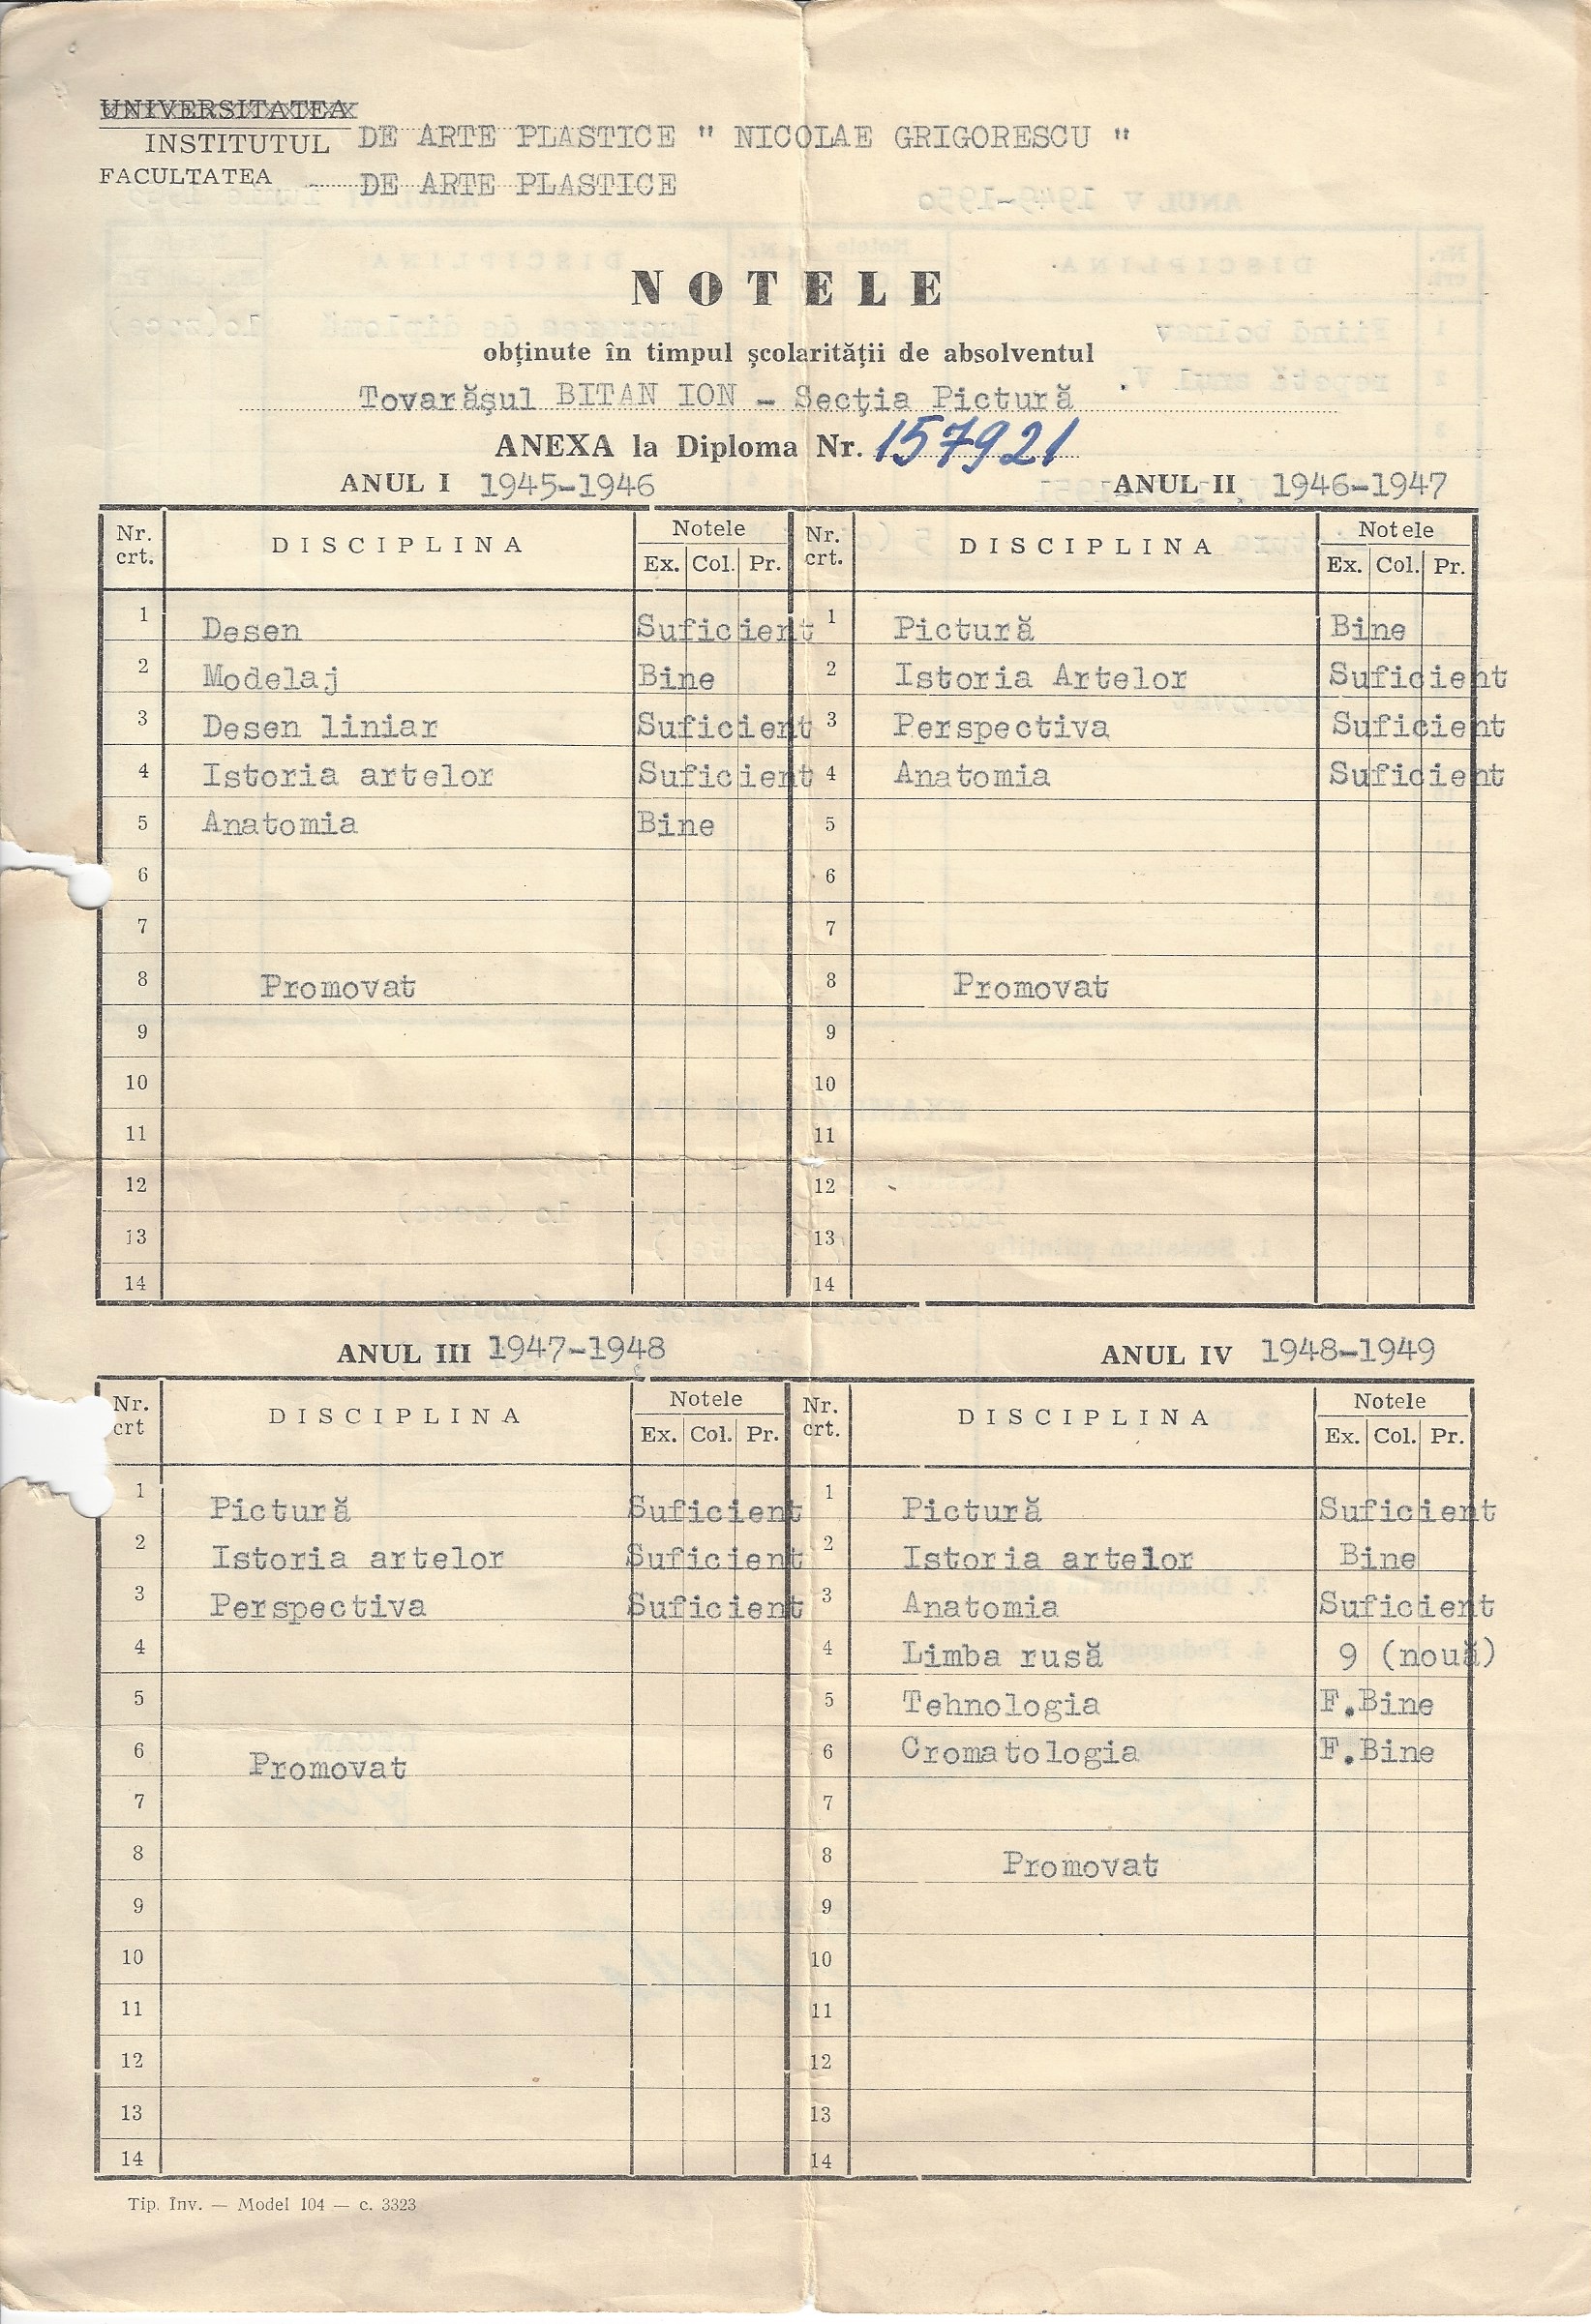 UNIVERSITATEA
INSTITUTUL DE ARTE PLASTICE " NICOLAE GRIGORESCU "
FACULTATEA DE ARTE PLASTICE
NOTELE
obținute în timpul școlarității de absolventul
Tovarășul BITAN ION - Secția Pictură
ANEXA la Diploma Nr. 157921
ANUL I 1945-1946
Nr. crt. DISCIPLINA Notele
Ex. Col. Pr.
1 Desen Suficient
2 Modelaj Bine
3 Desen liniar Suficient
4 Istoria artelor Suficient
5 Anatomia Bine
6
7
8 Promovat
9
10
11
12
13
14
ANUL II 1946-1947
Nr. crt. DISCIPLINA Notele
Ex. Col. Pr.
1 Pictură Bine
2 Istoria Artelor Suficient
3 Perspectiva Suficient
4 Anatomia Suficient
5
6
7
8 Promovat
9
10
11
12
13
14
ANUL III 1947-1948
Nr. crt DISCIPLINA Notele
Ex. Col. Pr.
1 Pictură Suficient
2 Istoria artelor Suficient
3 Perspectiva Suficient
4
5
6 Promovat
7
8
9
10
11
12
13
14
ANUL IV 1948-1949
Nr. crt. DISCIPLINA Notele
Ex. Col. Pr.
1 Pictură Suficient
2 Istoria artelor Bine
3 Anatomia Suficient
4 Limba rusă 9 (nouă)
5 Tehnologia F.Bine
6 Cromatologia F.Bine
7
8 Promovat
9
10
11
12
13
14
Tip. Înv. — Model 104 — c. 3323